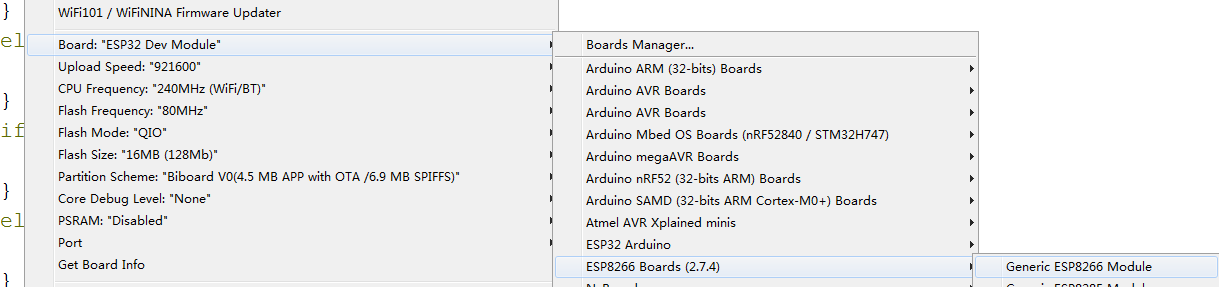 }
WiFi101 / WiFiNINA Firmware Updater
el
Board: "ESP32 Dev Module"
Upload Speed: "921600"
CPU Frequency: "240MHz (WiFi/BT)"
}
Flash Frequency: "80MHz"
if
Flash Mode: "QIO"
Flash Size: "16MB (128Mb)"
Partition Scheme: "Biboard V0(4.5 MB APP with OTA /6.9 MB SPIFFS)"
}
Core Debug Level: "None"
el
PSRAM: "Disabled"
Port
Get Board Info
}
Boards Manager...
Arduino ARM (32-bits) Boards
Arduino AVR Boards
Arduino AVR Boards
Arduino Mbed OS Boards (nRF52840 / STM32H747)
Arduino megaAVR Boards
Arduino nRF52 (32-bits ARM) Boards
Arduino SAMD (32-bits ARM Cortex-M0+) Boards
Atmel AVR Xplained minis
ESP32 Arduino
ESP8266 Boards (2.7.4)
Generic ESP8266 Module